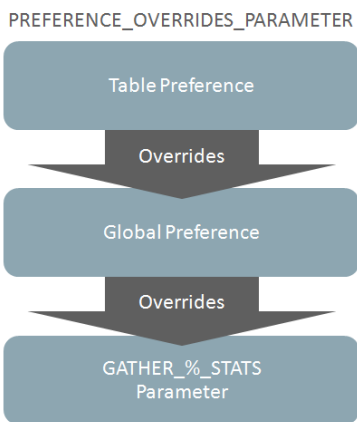 PREFERENCE_OVERRIDES_PARAMETER
Table Preference
Overrides
Global Preference
Overrides
GATHER_%_STATS
Parameter